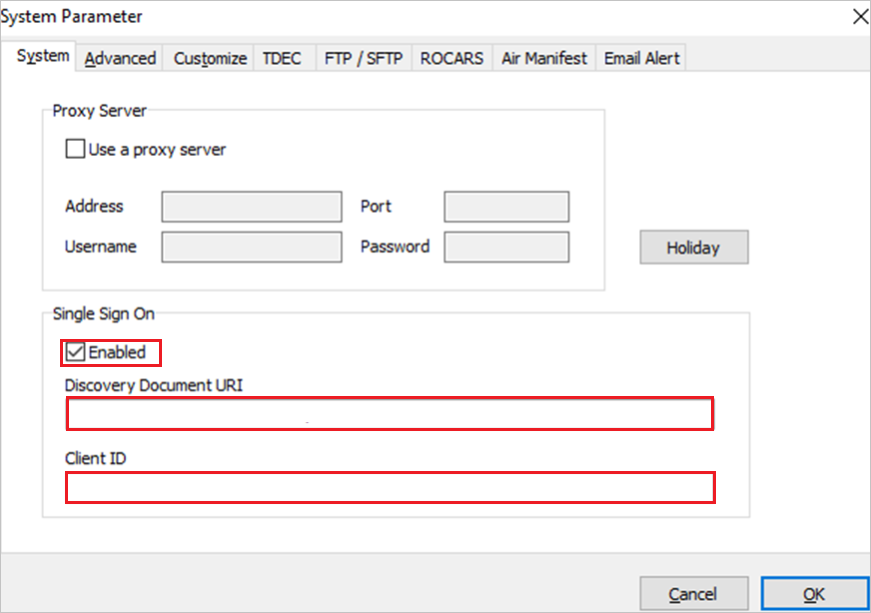 System Parameter
System Advanced Customize TDEC FTP / SFTP ROCARS Air Manifest Email Alert
Proxy Server
Use a proxy server
Address Port
Username Password
Holiday
Single Sign On
Enabled
Discovery Document URI
Client ID
Cancel OK